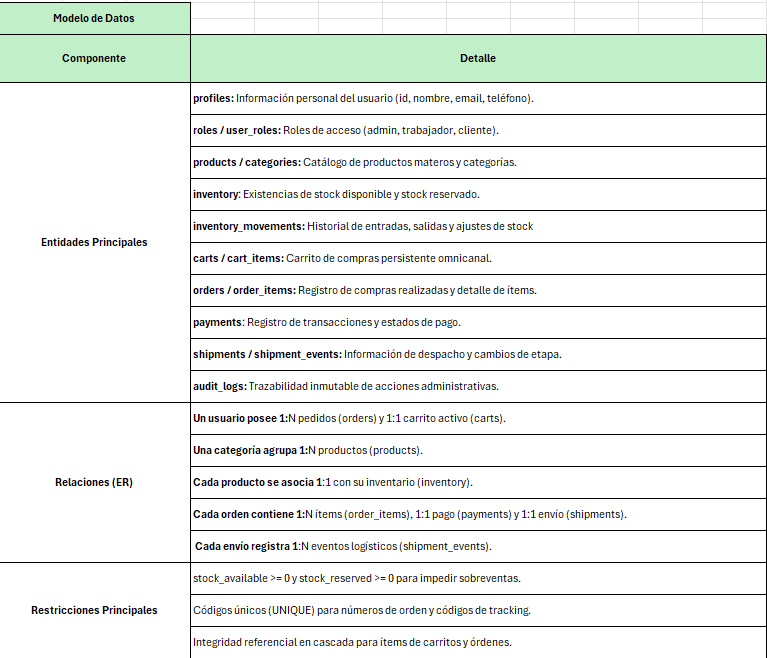 Modelo de Datos
Componente
Detalle
Entidades Principales
profiles: Información personal del usuario (id, nombre, email, teléfono).
roles / user_roles: Roles de acceso (admin, trabajador, cliente).
products / categories: Catálogo de productos materos y categorías.
inventory: Existencias de stock disponible y stock reservado.
inventory_movements: Historial de entradas, salidas y ajustes de stock
carts / cart_items: Carrito de compras persistente omnicanal.
orders / order_items: Registro de compras realizadas y detalle de ítems.
payments: Registro de transacciones y estados de pago.
shipments / shipment_events: Información de despacho y cambios de etapa.
audit_logs: Trazabilidad inmutable de acciones administrativas.
Relaciones (ER)
Un usuario posee 1:N pedidos (orders) y 1:1 carrito activo (carts).
Una categoría agrupa 1:N productos (products).
Cada producto se asocia 1:1 con su inventario (inventory).
Cada orden contiene 1:N ítems (order_items), 1:1 pago (payments) y 1:1 envío (shipments).
Cada envío registra 1:N eventos logísticos (shipment_events).
Restricciones Principales
stock_available >= 0 y stock_reserved >= 0 para impedir sobreventas.
Códigos únicos (UNIQUE) para números de orden y códigos de tracking.
Integridad referencial en cascada para ítems de carritos y órdenes.